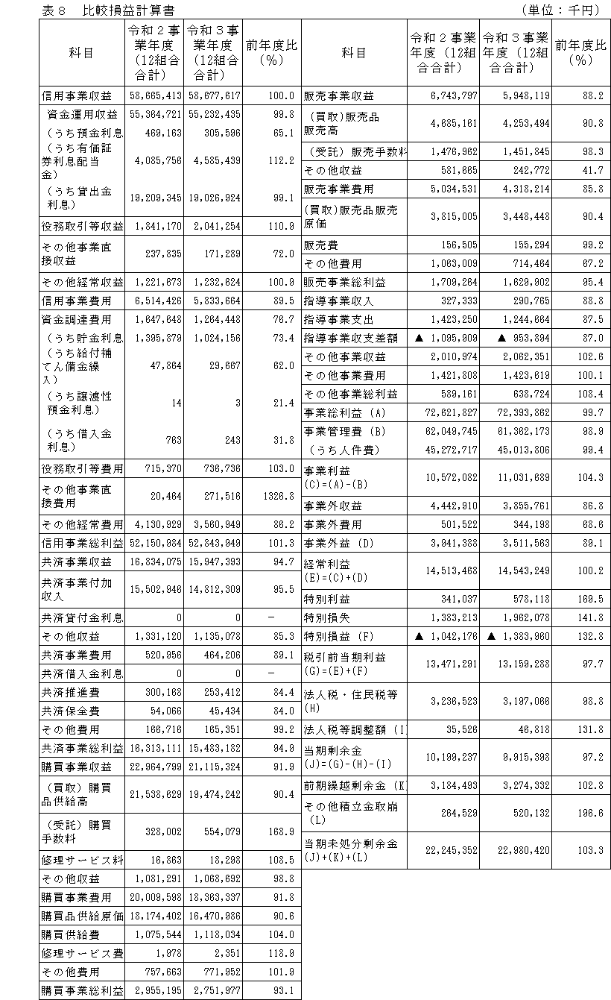 表８　比較損益計算書　（単位：千円）
科目　令和２事業年度（12組合合計）　令和３事業年度（12組合合計）　前年度比（%）
信用事業収益　58,665,413　58,677,617　100.0
資金運用収益　55,364,721　55,232,435　99.8
（うち預金利息　469,163　305,596　65.1
（うち有価証券利息配当金）　4,085,756　4,585,439　112.2
（うち貸出金利息）　19,209,345　19,026,924　99.1
役務取引等収益　1,841,170　2,041,254　110.9
その他事業直接収益　237,835　171,289　72.0
その他経常収益　1,221,673　1,232,624　100.9
信用事業費用　6,514,426　5,833,664　89.5
資金調達費用　1,647,648　1,264,448　76.7
（うち貯金利息　1,395,879　1,024,156　73.4
（うち給付補てん備金繰入）　47,864　29,667　62.0
（うち譲渡性預金利息）　14　3　21.4
（うち借入金利息）　763　243　31.8
役務取引等費用　715,370　736,736　103.0
その他事業直接費用　20,464　271,516　1326.8
その他経常費用　4,130,929　3,560,949　86.2
信用事業総利益　52,150,984　52,843,949　101.3
共済事業収益　16,834,075　15,947,393　94.7
共済事業付加収入　15,502,946　14,812,309　95.5
共済貸付金利息　0　0　－
その他収益　1,331,120　1,135,078　85.3
共済事業費用　520,956　464,206　89.1
共済借入金利息　0　0　－
共済推進費　300,168　253,412　84.4
共済保金費　54,066　45,434　84.0
その他費用　166,716　165,351　99.2
共済事業総利益　16,313,111　15,483,182　94.9
購買事業収益　22,964,799　21,115,324　91.9
（買取）購買品供給高　21,538,629　19,474,242　90.4
（受託）購買手数料　328,002　554,079　168.9
修理サービス料　16,863　18,298　108.5
その他収益　1,081,291　1,068,692　98.8
購買事業費用　20,009,598　18,363,337　91.8
購買品供給原価　18,174,402　16,470,986　90.6
購買供給費　1,075,544　1,118,034　104.0
修理サービス費　1,978　2,351　118.9
その他費用　757,663　771,952　101.9
購買事業総利益　2,955,195　2,751,977　93.1
科目　令和２事業年度（12組合合計）　令和３事業年度（12組合合計）　前年度比（%）
販売事業収益　6,743,797　5,948,119　88.2
（買取)販売品販売高　4,685,161　4,253,494　90.8
（受託）販売手数料　1,476,962　1,451,845　98.3
その他収益　581,665　242,772　41.7
販売事業費用　5,034,531　4,318,214　85.8
(買取)販売品販売原価　3,815,005　3,448,448　90.4
販売費　156,505　155,294　99.2
その他費用　1,063,009　714,464　67.2
販売事業総利益　1,709,264　1,629,902　95.4
指導事業収入　327,333　290,765　88.8
指導事業支出　1,423,250　1,244,664　87.5
指導事業収支差額　▲ 1,095,909　▲ 953,894　87.0
その他事業収益　2,010,974　2,062,351　102.6
その他事業費用　1,421,808　1,423,619　100.1
その他事業総利益　589,161　638,724　108.4
事業総利益 (A)　72,621,827　72,393,862　99.7
事業管理費 (B)　62,049,745　61,362,173　98.9
（うち人件費）　45,272,717　45,013,806　99.4
事業利益 (C)=(A)-(B)　10,572,082　11,031,689　104.3
事業外収益　4,442,910　3,855,761　86.8
事業外費用　501,522　344,198　68.6
事業外益 (D)　3,941,388　3,511,563　89.1
経常利益 (E)=(C)+(D)　14,513,468　14,543,249　100.2
特別利益　341,037　578,118　169.5
特別損失　1,383,213　1,962,078　141.8
特別損益 (F)　▲ 1,042,176　▲ 1,383,960　132.8
税引前当期利益 (G)=(E)+(F)　13,471,291　13,159,288　97.7
法人税・住民税等 (H)　3,236,523　3,197,066　98.8
法人税等調整額 (I　35,526　46,818　131.8
当期剰余金 (J)=(G)-(H)-(I)　10,199,237　9,915,398　97.2
前期繰越剰余金 (K　3,184,493　3,274,332　102.8
その他積立金取崩 (L)　264,529　520,132　196.6
当期未処分剰余金 (J)+(K)+(L)　22,245,352　22,980,420　103.3